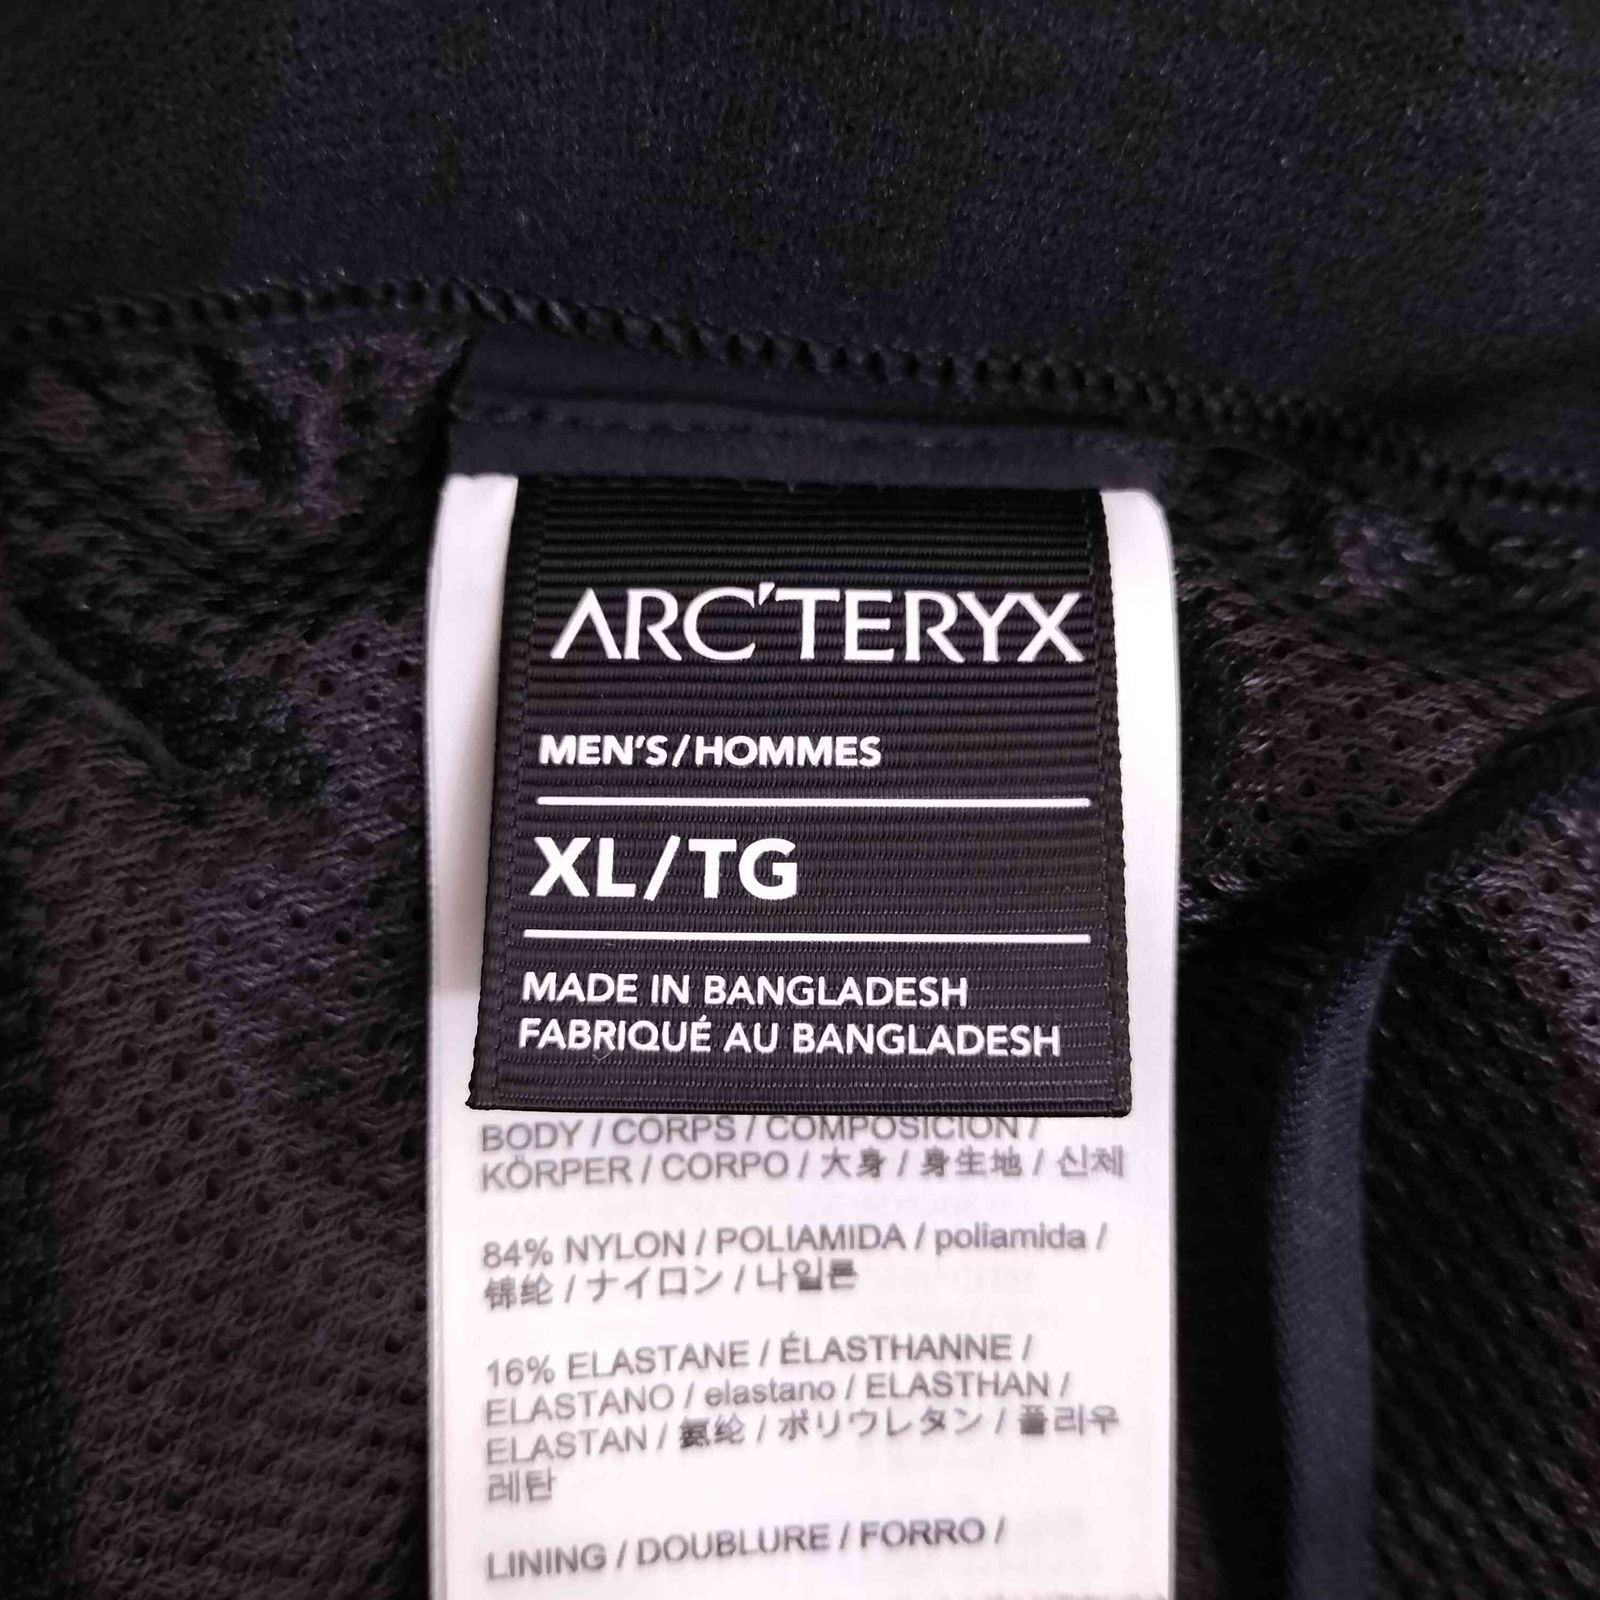 ARC'TERYX
MEN'S/HOMMES
XL/TG
MADE IN BANGLADESH
FABRIQUÉ AU BANGLADESH
BODY / CORPS / COMPOSICIÓN /
KÖRPER / CORPO / 大身 / 身生地 / 신체
84% NYLON / POLIAMIDA / poliamida /
锦纶 / ナイロン / 나일론
16% ELASTANE / ÉLASTHANNE /
ELASTANO / elastano / ELASTHAN /
ELASTAN / 氨纶 / ポリウレタン / 폴리우
레탄
LINING / DOUBLURE / FORRO /